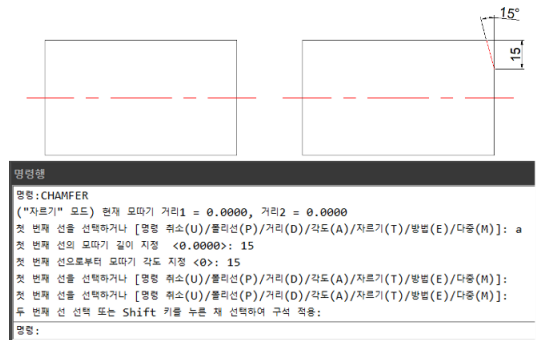 15°
15
명령행
명령:CHAMFER
("자르기" 모드) 현재 모따기 거리1 = 0.0000, 거리2 = 0.0000
첫 번째 선을 선택하거나 [명령 취소(U)/폴리선(P)/거리(D)/각도(A)/자르기(T)/방법(E)/다중(M)]: a
첫 번째 선의 모따기 길이 지정 <0.0000>: 15
첫 번째 선으로부터 모따기 각도 지정 <0>: 15
첫 번째 선을 선택하거나 [명령 취소(U)/폴리선(P)/거리(D)/각도(A)/자르기(T)/방법(E)/다중(M)]:
첫 번째 선을 선택하거나 [명령 취소(U)/폴리선(P)/거리(D)/각도(A)/자르기(T)/방법(E)/다중(M)]:
두 번째 선 선택 또는 Shift 키를 누른 채 선택하여 구석 적용:
명령: